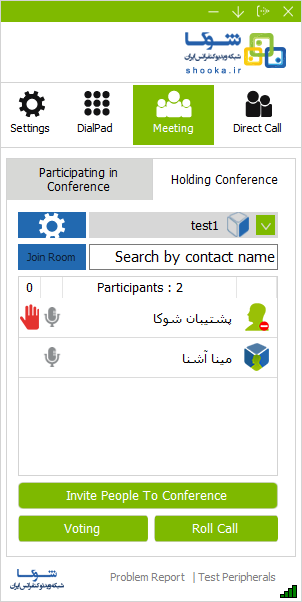 شوکا
شبکه ویدئو کنفرانس ایران
shooka.ir
Settings
DialPad
Meeting
Direct Call
Participating in
Conference
Holding Conference
test1
Join Room
Search by contact name
0
Participants : 2
پشتیبان شوکا
مینا آشنا
Invite People To Conference
Voting
Roll Call
شوکا
شبکه ویدئو کنفرانس ایران
Problem Report | Test Peripherals